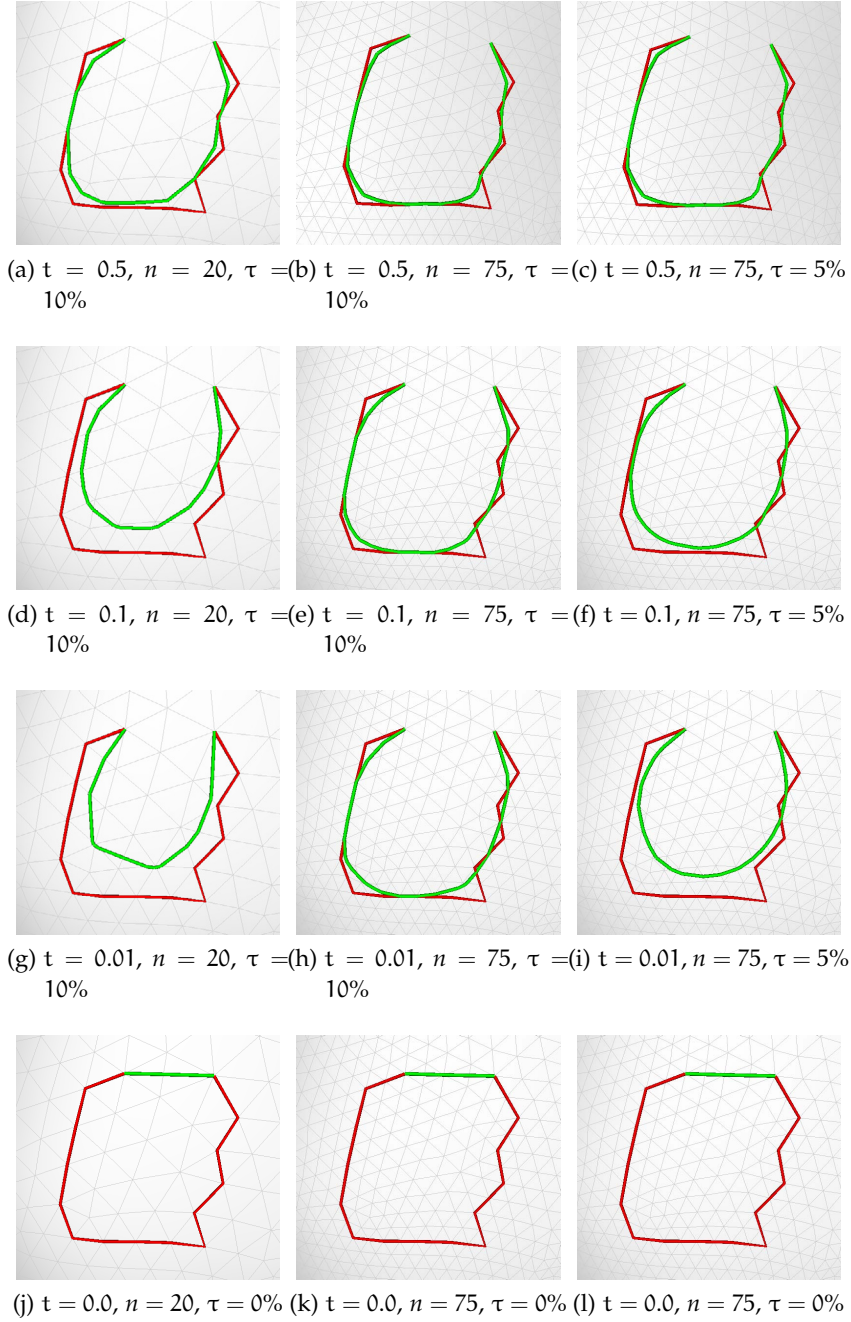 (a) t = 0.5, n = 20, τ = 10%
(b) t = 0.5, n = 75, τ = 10%
(c) t = 0.5, n = 75, τ = 5%
(d) t = 0.1, n = 20, τ = 10%
(e) t = 0.1, n = 75, τ = 10%
(f) t = 0.1, n = 75, τ = 5%
(g) t = 0.01, n = 20, τ = 10%
(h) t = 0.01, n = 75, τ = 10%
(i) t = 0.01, n = 75, τ = 5%
(j) t = 0.0, n = 20, τ = 0%
(k) t = 0.0, n = 75, τ = 0%
(l) t = 0.0, n = 75, τ = 0%